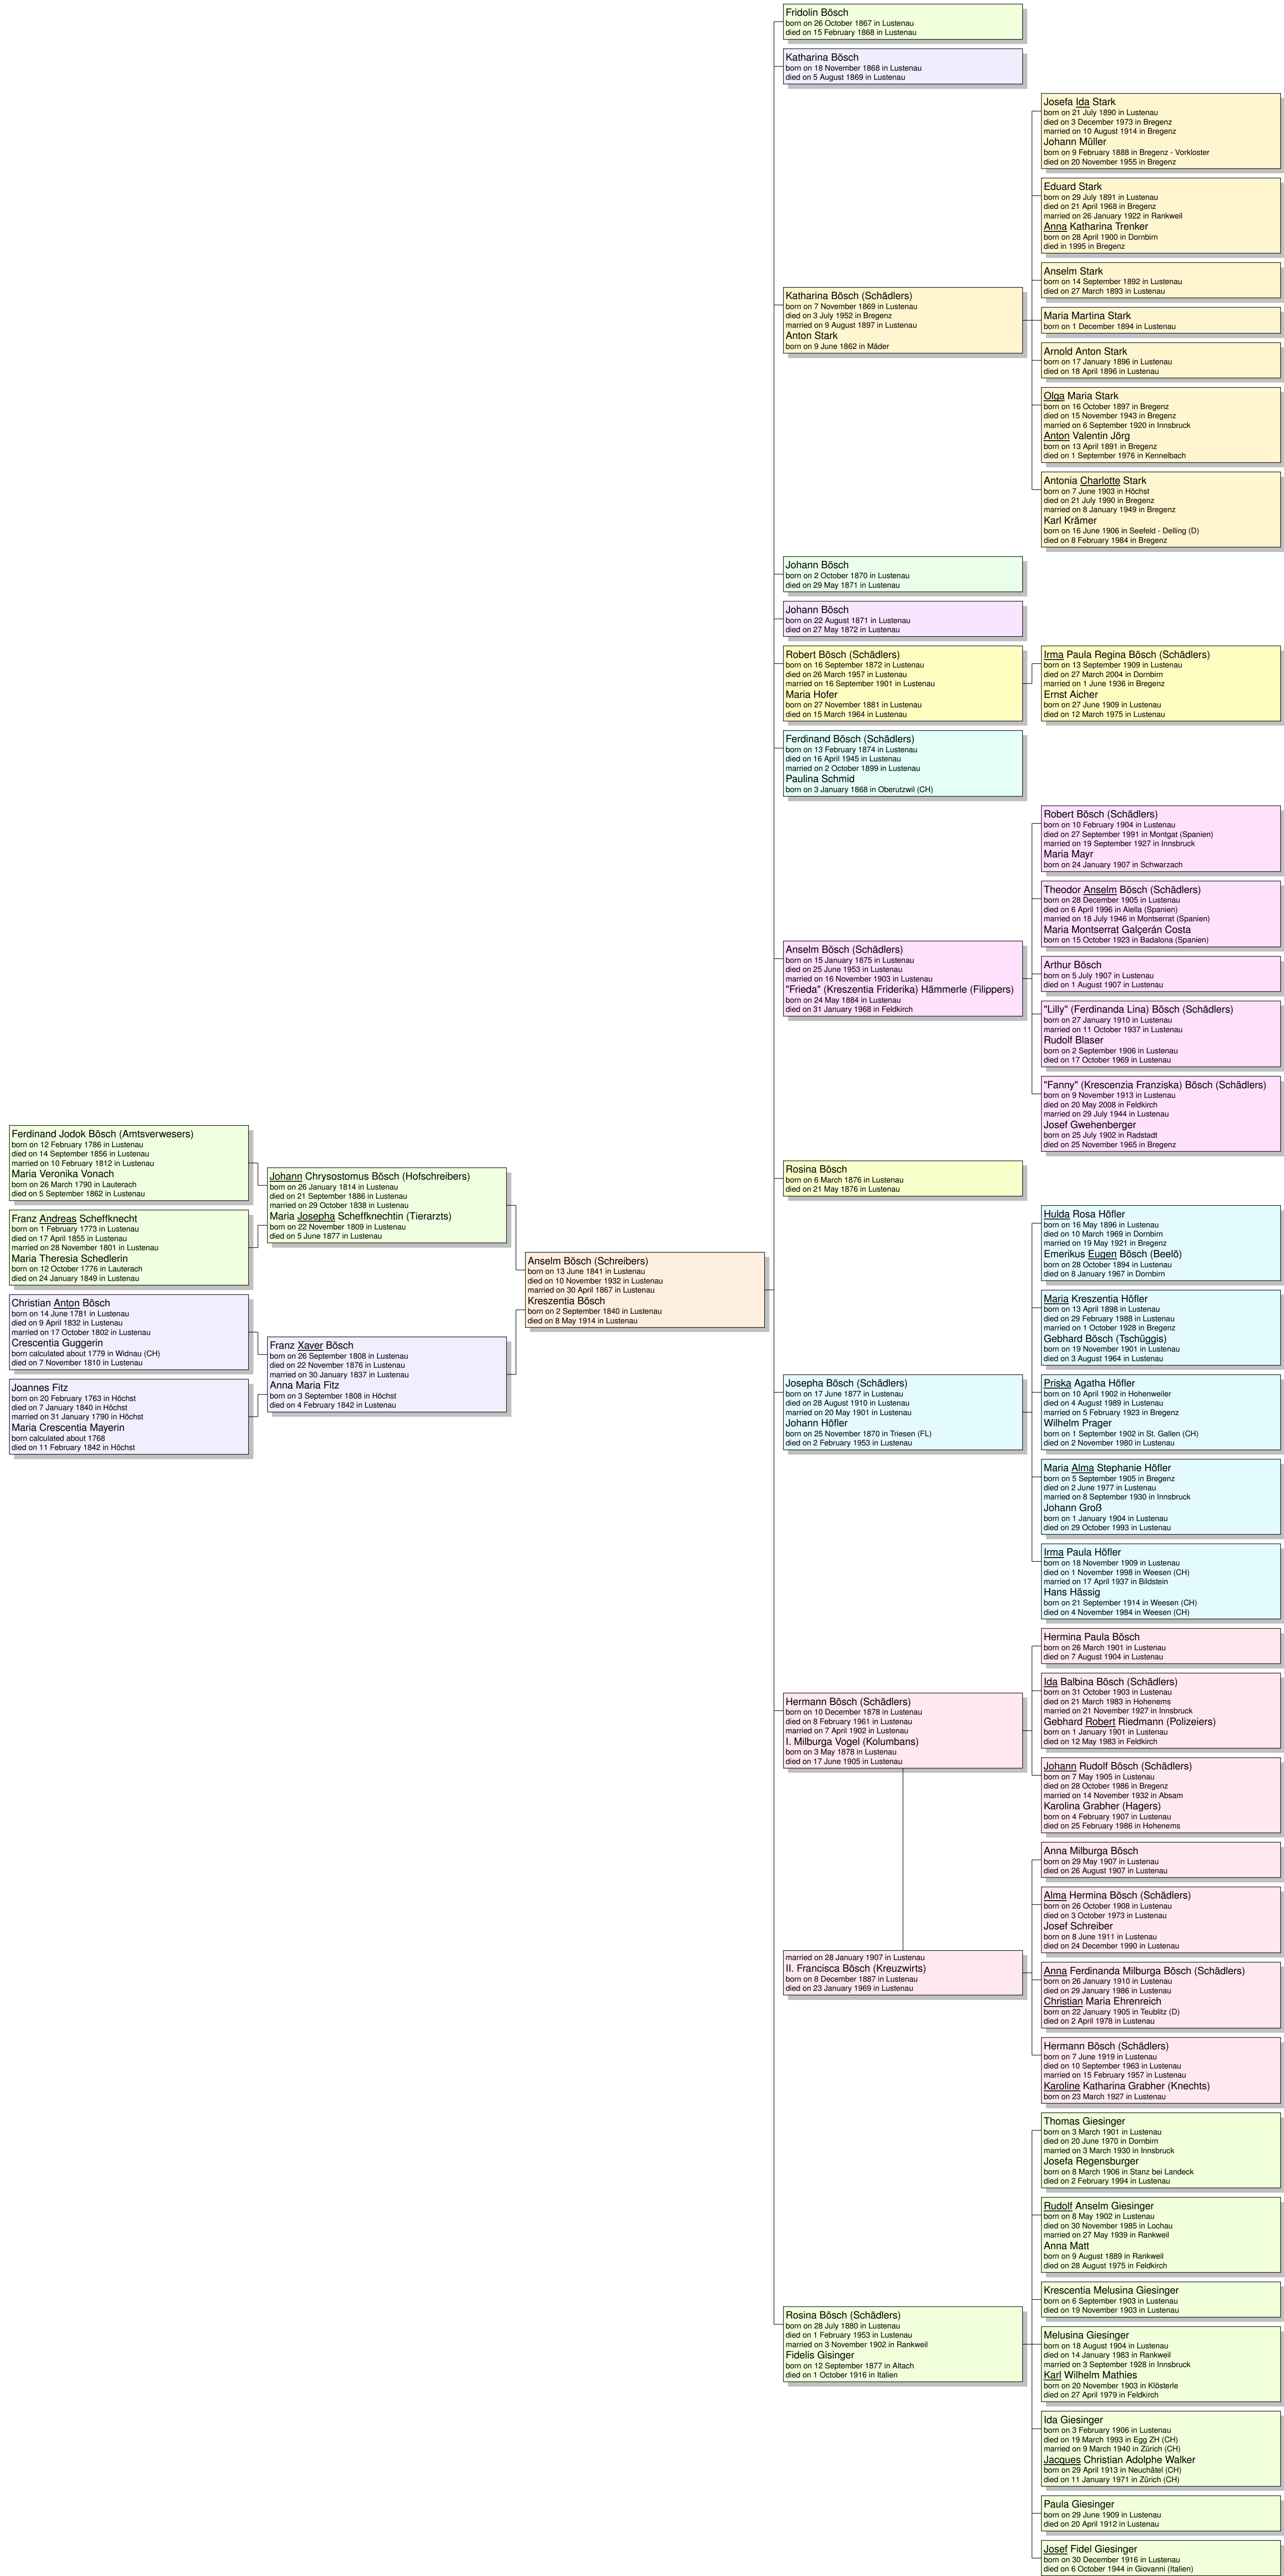 Ferdinand Jodok Bösch (Amtsverwesers)
born on 12 February 1786 in Lustenau
died on 14 September 1856 in Lustenau
married on 10 February 1812 in Lustenau
Maria Veronika Vonach
born on 26 March 1790 in Lauterach
died on 5 September 1862 in Lustenau
Franz Andreas Scheffknecht
born on 1 February 1773 in Lustenau
died on 17 April 1855 in Lustenau
married on 28 November 1801 in Lustenau
Maria Theresia Schedlerin
born on 12 October 1776 in Lauterach
died on 24 January 1849 in Lustenau
Christian Anton Bösch
born on 14 June 1781 in Lustenau
died on 9 April 1832 in Lustenau
married on 17 October 1802 in Lustenau
Crescentia Guggerin
born calculated about 1779 in Widnau (CH)
died on 7 November 1810 in Lustenau
Joannes Fitz
born on 20 February 1763 in Höchst
died on 7 January 1840 in Höchst
married on 31 January 1790 in Höchst
Maria Crescentia Mayerin
born calculated about 1768
died on 11 February 1842 in Höchst
Johann Chrysostomus Bösch (Hofschreibers)
born on 26 January 1814 in Lustenau
died on 21 September 1886 in Lustenau
married on 29 October 1838 in Lustenau
Maria Josepha Scheffknechtin (Tierarzts)
born on 22 November 1809 in Lustenau
died on 5 June 1877 in Lustenau
Franz Xaver Bösch
born on 26 September 1808 in Lustenau
died on 22 November 1876 in Lustenau
married on 30 January 1837 in Lustenau
Anna Maria Fitz
born on 3 September 1808 in Höchst
died on 4 February 1842 in Lustenau
Anselm Bösch (Schreibers)
born on 13 June 1841 in Lustenau
died on 10 November 1932 in Lustenau
married on 30 April 1867 in Lustenau
Kreszentia Bösch
born on 2 September 1840 in Lustenau
died on 8 May 1914 in Lustenau
Fridolin Bösch
born on 26 October 1867 in Lustenau
died on 15 February 1868 in Lustenau
Katharina Bösch
born on 18 November 1868 in Lustenau
died on 5 August 1869 in Lustenau
Katharina Bösch (Schädlers)
born on 7 November 1869 in Lustenau
died on 3 July 1952 in Bregenz
married on 9 August 1897 in Lustenau
Anton Stark
born on 9 June 1862 in Mäder
Josefa Ida Stark
born on 21 July 1890 in Lustenau
died on 3 December 1973 in Bregenz
married on 10 August 1914 in Bregenz
Johann Müller
born on 9 February 1888 in Bregenz - Vorkloster
died on 20 November 1955 in Bregenz
Eduard Stark
born on 29 July 1891 in Lustenau
died on 21 April 1968 in Bregenz
married on 26 January 1922 in Rankweil
Anna Katharina Trenker
born on 28 April 1900 in Dornbirn
died in 1995 in Bregenz
Anselm Stark
born on 14 September 1892 in Lustenau
died on 27 March 1893 in Lustenau
Maria Martina Stark
born on 1 December 1894 in Lustenau
Arnold Anton Stark
born on 17 January 1896 in Lustenau
died on 18 April 1896 in Lustenau
Olga Maria Stark
born on 16 October 1897 in Bregenz
died on 15 November 1943 in Bregenz
married on 6 September 1920 in Innsbruck
Anton Valentin Jörg
born on 13 April 1891 in Bregenz
died on 1 September 1976 in Kennelbach
Antonia Charlotte Stark
born on 7 June 1903 in Höchst
died on 21 July 1990 in Bregenz
married on 8 January 1949 in Bregenz
Karl Krämer
born on 16 June 1906 in Seefeld - Delling (D)
died on 8 February 1984 in Bregenz
Johann Bösch
born on 2 October 1870 in Lustenau
died on 29 May 1871 in Lustenau
Johann Bösch
born on 22 August 1871 in Lustenau
died on 27 May 1872 in Lustenau
Robert Bösch (Schädlers)
born on 16 September 1872 in Lustenau
died on 26 March 1957 in Lustenau
married on 16 September 1901 in Lustenau
Maria Hofer
born on 27 November 1881 in Lustenau
died on 15 March 1964 in Lustenau
Irma Paula Regina Bösch (Schädlers)
born on 13 September 1909 in Lustenau
died on 27 March 2004 in Dornbirn
married on 1 June 1936 in Bregenz
Ernst Aicher
born on 27 June 1909 in Lustenau
died on 12 March 1975 in Lustenau
Ferdinand Bösch (Schädlers)
born on 13 February 1874 in Lustenau
died on 16 April 1945 in Lustenau
married on 2 October 1899 in Lustenau
Paulina Schmid
born on 3 January 1868 in Oberutzwil (CH)
Anselm Bösch (Schädlers)
born on 15 January 1875 in Lustenau
died on 25 June 1953 in Lustenau
married on 16 November 1903 in Lustenau
"Frieda" (Kreszentia Friderika) Hämmerle (Filippers)
born on 24 May 1884 in Lustenau
died on 31 January 1968 in Feldkirch
Robert Bösch (Schädlers)
born on 10 February 1904 in Lustenau
died on 27 September 1991 in Montgat (Spanien)
married on 19 September 1927 in Innsbruck
Maria Mayr
born on 24 January 1907 in Schwarzach
Theodor Anselm Bösch (Schädlers)
born on 28 December 1905 in Lustenau
died on 6 April 1996 in Alella (Spanien)
married on 18 July 1946 in Montserrat (Spanien)
Maria Montserrat Galçerán Costa
born on 15 October 1923 in Badalona (Spanien)
Arthur Bösch
born on 5 July 1907 in Lustenau
died on 1 August 1907 in Lustenau
"Lilly" (Ferdinanda Lina) Bösch (Schädlers)
born on 27 January 1910 in Lustenau
married on 11 October 1937 in Lustenau
Rudolf Blaser
born on 2 September 1906 in Lustenau
died on 17 October 1969 in Lustenau
"Fanny" (Krescenzia Franziska) Bösch (Schädlers)
born on 9 November 1913 in Lustenau
died on 20 May 2008 in Feldkirch
married on 29 July 1944 in Lustenau
Josef Gwehenberger
born on 25 July 1902 in Radstadt
died on 25 November 1965 in Bregenz
Rosina Bösch
born on 6 March 1876 in Lustenau
died on 21 May 1876 in Lustenau
Josepha Bösch (Schädlers)
born on 17 June 1877 in Lustenau
died on 28 August 1910 in Lustenau
married on 20 May 1901 in Lustenau
Johann Höfler
born on 25 November 1870 in Triesen (FL)
died on 2 February 1953 in Lustenau
Hulda Rosa Höfler
born on 16 May 1896 in Lustenau
died on 10 March 1969 in Dornbirn
married on 19 May 1921 in Bregenz
Emerikus Eugen Bösch (Beelô)
born on 28 October 1894 in Lustenau
died on 8 January 1967 in Dornbirn
Maria Kreszentia Höfler
born on 13 April 1898 in Lustenau
died on 29 February 1988 in Lustenau
married on 1 October 1928 in Bregenz
Gebhard Bösch (Tschüggis)
born on 19 November 1901 in Lustenau
died on 3 August 1964 in Lustenau
Priska Agatha Höfler
born on 10 April 1902 in Hohenweiler
died on 4 August 1989 in Lustenau
married on 5 February 1923 in Bregenz
Wilhelm Prager
born on 1 September 1902 in St. Gallen (CH)
died on 2 November 1980 in Lustenau
Maria Alma Stephanie Höfler
born on 5 September 1905 in Bregenz
died on 2 June 1977 in Lustenau
married on 8 September 1930 in Innsbruck
Johann Groß
born on 1 January 1904 in Lustenau
died on 29 October 1993 in Lustenau
Irma Paula Höfler
born on 18 November 1909 in Lustenau
died on 1 November 1998 in Weesen (CH)
married on 17 April 1937 in Bildstein
Hans Hässig
born on 21 September 1914 in Weesen (CH)
died on 4 November 1984 in Weesen (CH)
Hermann Bösch (Schädlers)
born on 10 December 1878 in Lustenau
died on 8 February 1961 in Lustenau
married on 7 April 1902 in Lustenau
I. Milburga Vogel (Kolumbans)
born on 3 May 1878 in Lustenau
died on 17 June 1905 in Lustenau
Hermina Paula Bösch
born on 26 March 1901 in Lustenau
died on 7 August 1904 in Lustenau
Ida Balbina Bösch (Schädlers)
born on 31 October 1903 in Lustenau
died on 21 March 1983 in Hohenems
married on 21 November 1927 in Innsbruck
Gebhard Robert Riedmann (Polizeiers)
born on 1 January 1901 in Lustenau
died on 12 May 1983 in Feldkirch
Johann Rudolf Bösch (Schädlers)
born on 7 May 1905 in Lustenau
died on 28 October 1986 in Bregenz
married on 14 November 1932 in Absam
Karolina Grabher (Hagers)
born on 4 February 1907 in Lustenau
died on 25 February 1986 in Hohenems
married on 28 January 1907 in Lustenau
II. Francisca Bösch (Kreuzwirts)
born on 8 December 1887 in Lustenau
died on 23 January 1969 in Lustenau
Anna Milburga Bösch
born on 29 May 1907 in Lustenau
died on 26 August 1907 in Lustenau
Alma Hermina Bösch (Schädlers)
born on 26 October 1908 in Lustenau
died on 3 October 1973 in Lustenau
Josef Schreiber
born on 8 June 1911 in Lustenau
died on 24 December 1990 in Lustenau
Anna Ferdinanda Milburga Bösch (Schädlers)
born on 26 January 1910 in Lustenau
died on 29 January 1986 in Lustenau
Christian Maria Ehrenreich
born on 22 January 1905 in Teublitz (D)
died on 2 April 1978 in Lustenau
Hermann Bösch (Schädlers)
born on 7 June 1919 in Lustenau
died on 10 September 1963 in Lustenau
married on 15 February 1957 in Lustenau
Karoline Katharina Grabher (Knechts)
born on 23 March 1927 in Lustenau
Rosina Bösch (Schädlers)
born on 28 July 1880 in Lustenau
died on 1 February 1953 in Lustenau
married on 3 November 1902 in Rankweil
Fidelis Gisinger
born on 12 September 1877 in Altach
died on 1 October 1916 in Italien
Thomas Giesinger
born on 3 March 1901 in Lustenau
died on 20 June 1970 in Dornbirn
married on 3 March 1930 in Innsbruck
Josefa Regensburger
born on 8 March 1906 in Stanz bei Landeck
died on 2 February 1994 in Lustenau
Rudolf Anselm Giesinger
born on 8 May 1902 in Lustenau
died on 30 November 1985 in Lochau
married on 27 May 1939 in Rankweil
Anna Matt
born on 9 August 1889 in Rankweil
died on 28 August 1975 in Feldkirch
Krescentia Melusina Giesinger
born on 6 September 1903 in Lustenau
died on 19 November 1903 in Lustenau
Melusina Giesinger
born on 18 August 1904 in Lustenau
died on 14 January 1983 in Rankweil
married on 3 September 1928 in Innsbruck
Karl Wilhelm Mathies
born on 20 November 1903 in Klösterle
died on 27 April 1979 in Feldkirch
Ida Giesinger
born on 3 February 1906 in Lustenau
died on 19 March 1993 in Egg ZH (CH)
married on 9 March 1940 in Zürich (CH)
Jacques Christian Adolphe Walker
born on 29 April 1913 in Neuchâtel (CH)
died on 11 January 1971 in Zürich (CH)
Paula Giesinger
born on 29 June 1909 in Lustenau
died on 20 April 1912 in Lustenau
Josef Fidel Giesinger
born on 30 December 1916 in Lustenau
died on 6 October 1944 in Giovanni (Italien)